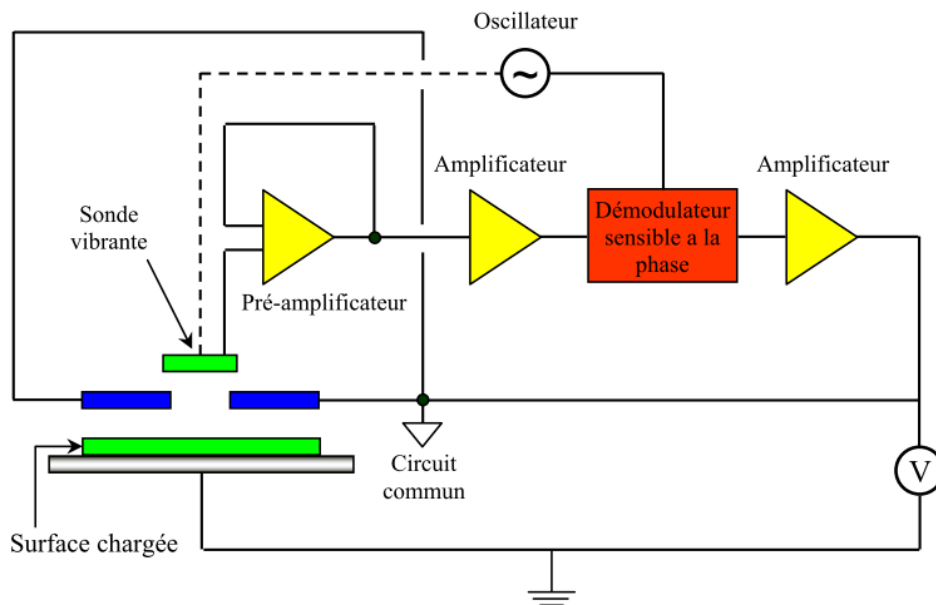 Oscillateur
Amplificateur
Amplificateur
Sonde
vibrante
Démodulateur
sensible a la
phase
Pré-amplificateur
Circuit
commun
V
Surface chargée